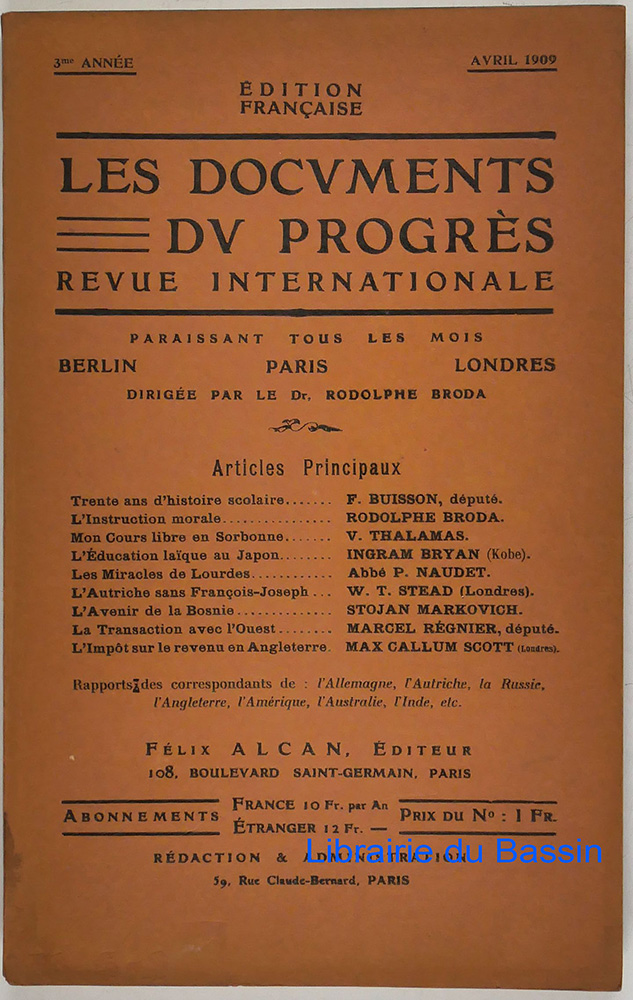 3me ANNÉE
AVRIL 1909
ÉDITION
FRANÇAISE
LES DOCVMENTS
DV PROGRÈS
REVUE INTERNATIONALE
PARAISSANT TOUS LES MOIS
BERLIN PARIS LONDRES
DIRIGÉE PAR LE Dr. RODOLPHE BRODA
Articles Principaux
Trente ans d'histoire scolaire....... F. BUISSON, député.
L'Instruction morale................ RODOLPHE BRODA.
Mon Cours libre en Sorbonne....... V. THALAMAS.
L'Éducation laïque au Japon........ INGRAM BRYAN (Kobe).
Les Miracles de Lourdes............ Abbé P. NAUDET.
L'Autriche sans François-Joseph ... W. T. STEAD (Londres).
L'Avenir de la Bosnie.............. STOJAN MARKOVICH.
La Transaction avec l'Ouest........ MARCEL RÉGNIER, député.
L'Impôt sur le revenu en Angleterre. MAX CALLUM SCOTT (Londres).
Rapports des correspondants de : l'Allemagne, l'Autriche, la Russie,
l'Angleterre, l'Amérique, l'Australie, l'Inde, etc.
FÉLIX ALCAN, ÉDITEUR
108, BOULEVARD SAINT-GERMAIN, PARIS
ABONNEMENTS
FRANCE 10 Fr. par An
ÉTRANGER 12 Fr. —
PRIX DU No : 1 FR.
RÉDACTION & ADMINISTRATION
59, Rue Claude-Bernard, PARIS
Librairie du Bassin